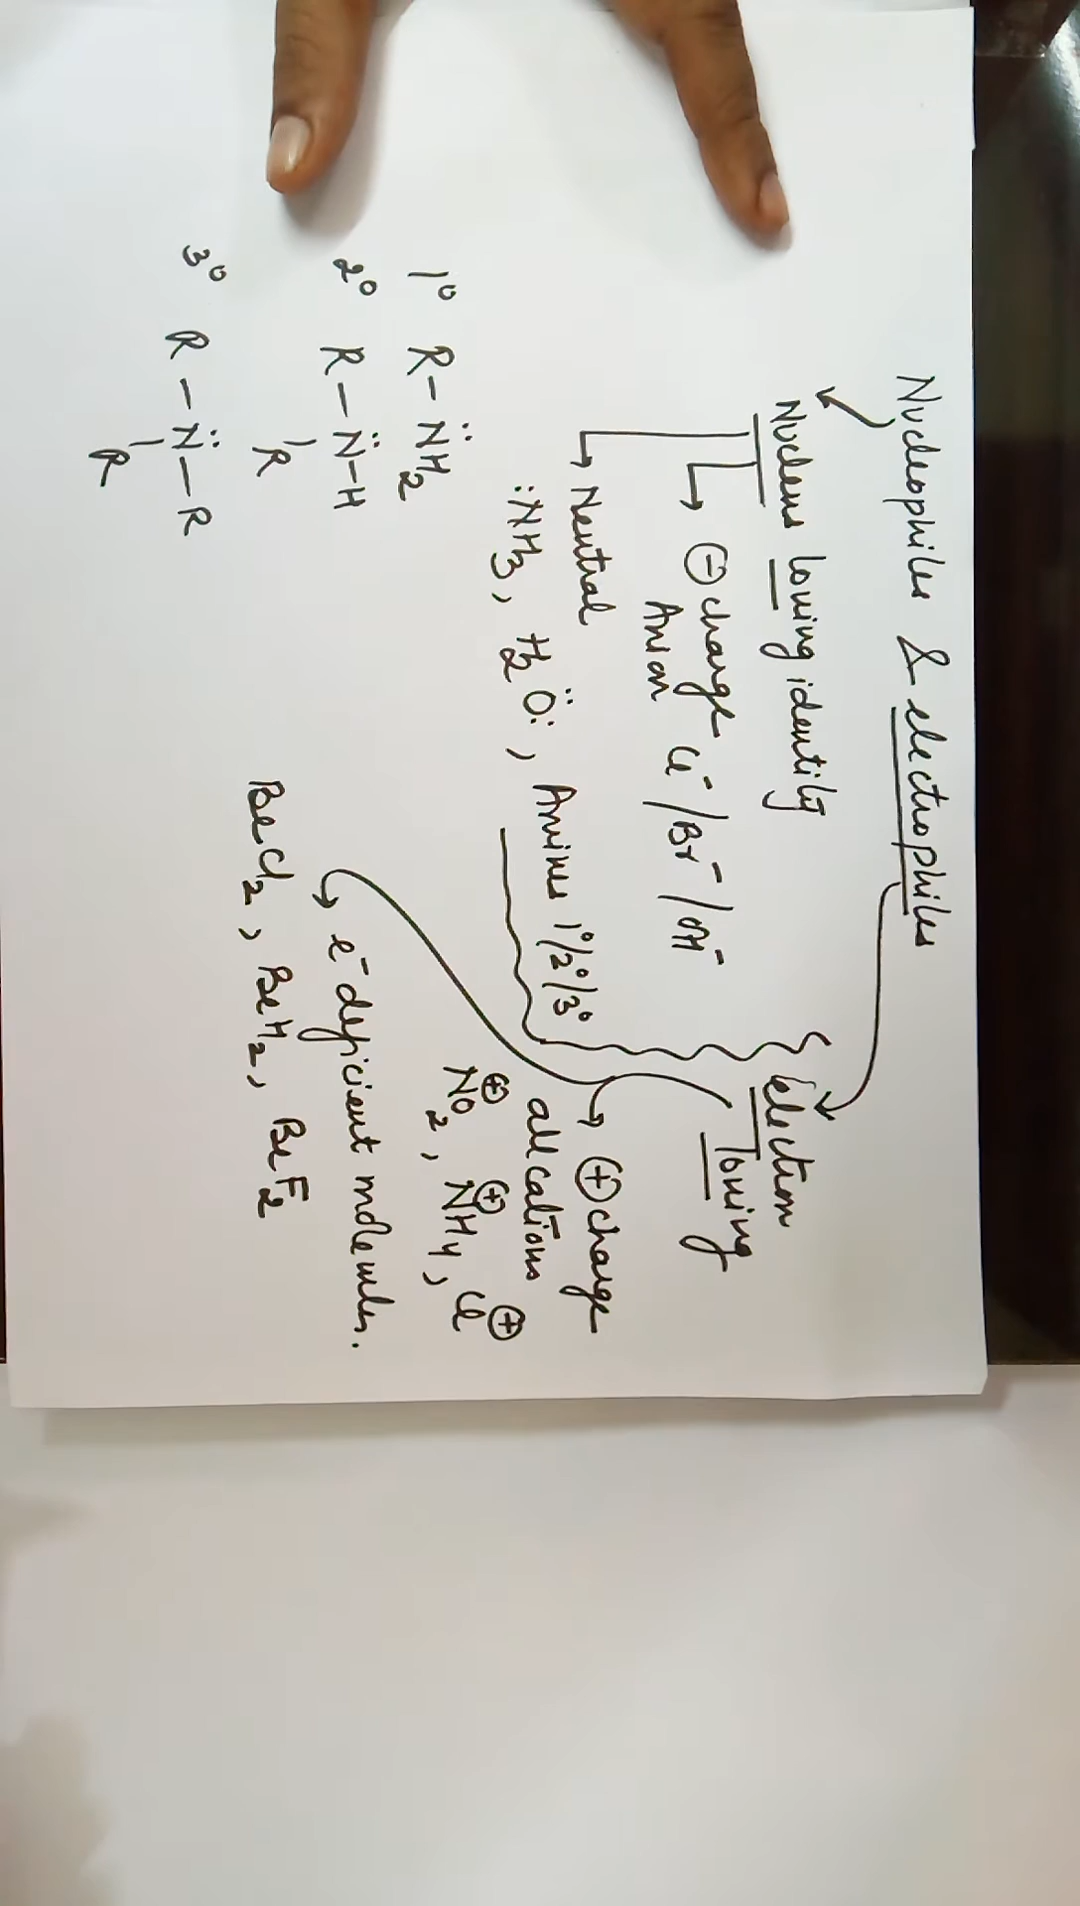 Nucleophiles & electrophiles
Nucleus loving identity
⊖ charge Cl⁻/Br⁻/OH⁻
Anion
Neutral
:NH₃, H₂Ö:, Amines 1°/2°/3°
1° R-N̈H₂
2° R-N̈-H
R
3° R-N̈-R
R
electron
loving
⊕ charge
all cations
NO₂⊕, NH₄⊕, Cl⊕
e⁻ deficient molecules.
BeCl₂, BeH₂, BeF₂